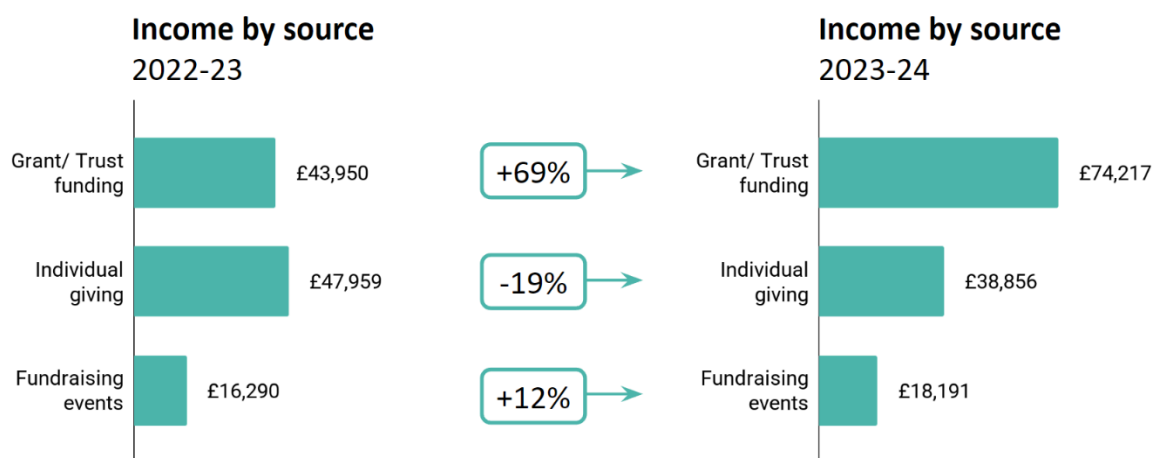 Income by source
2022-23
Grant/ Trust
funding
£43,950
Individual
giving
£47,959
Fundraising
events
£16,290
+69%
-19%
+12%
Income by source
2023-24
Grant/ Trust
funding
£74,217
Individual
giving
£38,856
Fundraising
events
£18,191